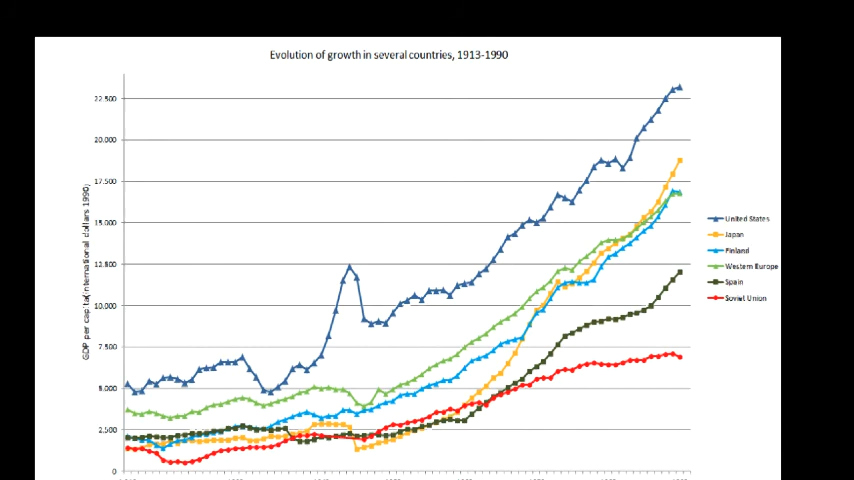 Evolution of growth in several countries, 1913-1990
GDP per capita(international dollars 1990)
22.500
20.000
17.500
15.000
12.500
10.000
7.500
5.000
2.500
0
United States
Japan
Finland
Western Europe
Spain
Soviet Union